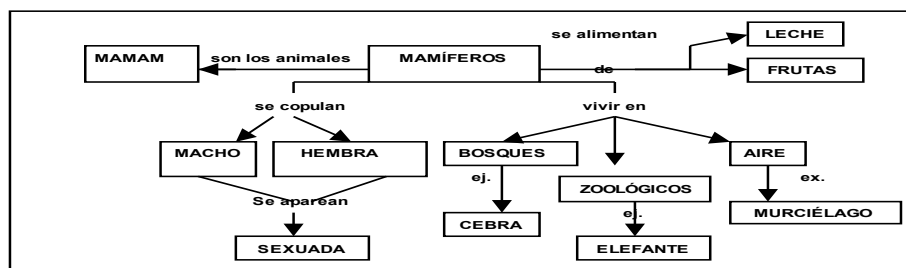 se alimentan
LECHE
MAMAM
son los animales
MAMÍFEROS
de
FRUTAS
se copulan
vivir en
MACHO
HEMBRA
BOSQUES
AIRE
ej.
ZOOLÓGICOS
ex.
Se aparean
CEBRA
ej.
MURCIÉLAGO
SEXUADA
ELEFANTE